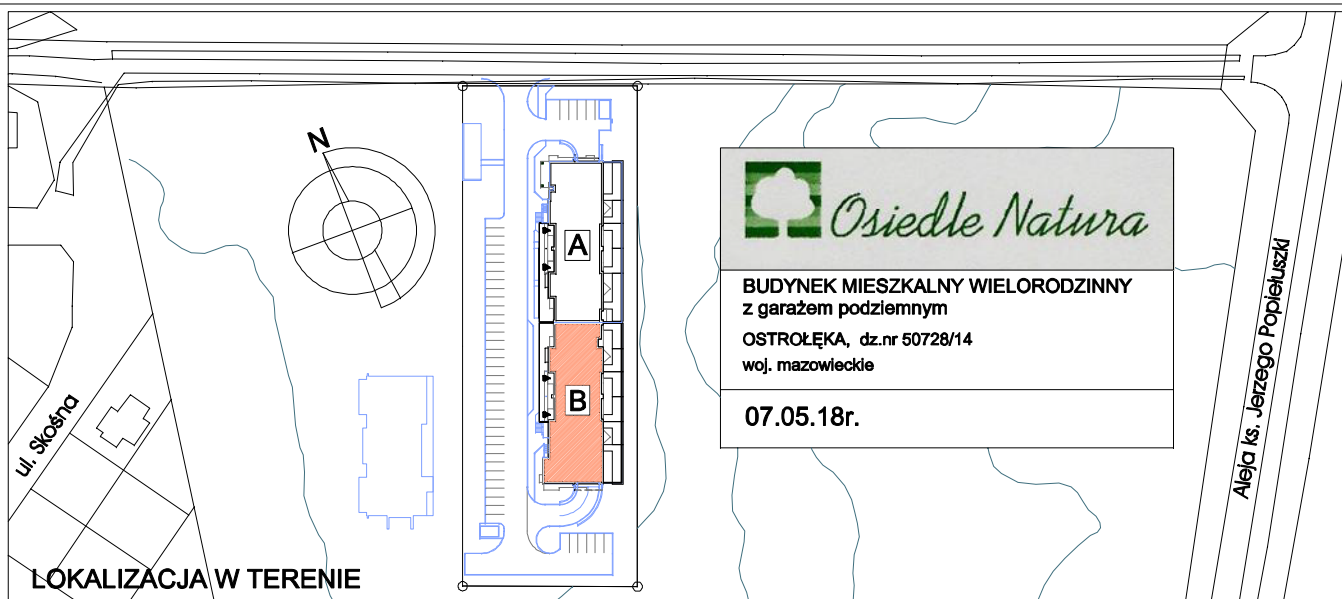 N
A
B
Osiedle Natura
BUDYNEK MIESZKALNY WIELORODZINNY
z garażem podziemnym
OSTROŁĘKA, dz.nr 50728/14
woj. mazowieckie
07.05.18r.
Aleja ks. Jerzego Popiełuszki
ul. Skośna
LOKALIZACJA W TERENIE